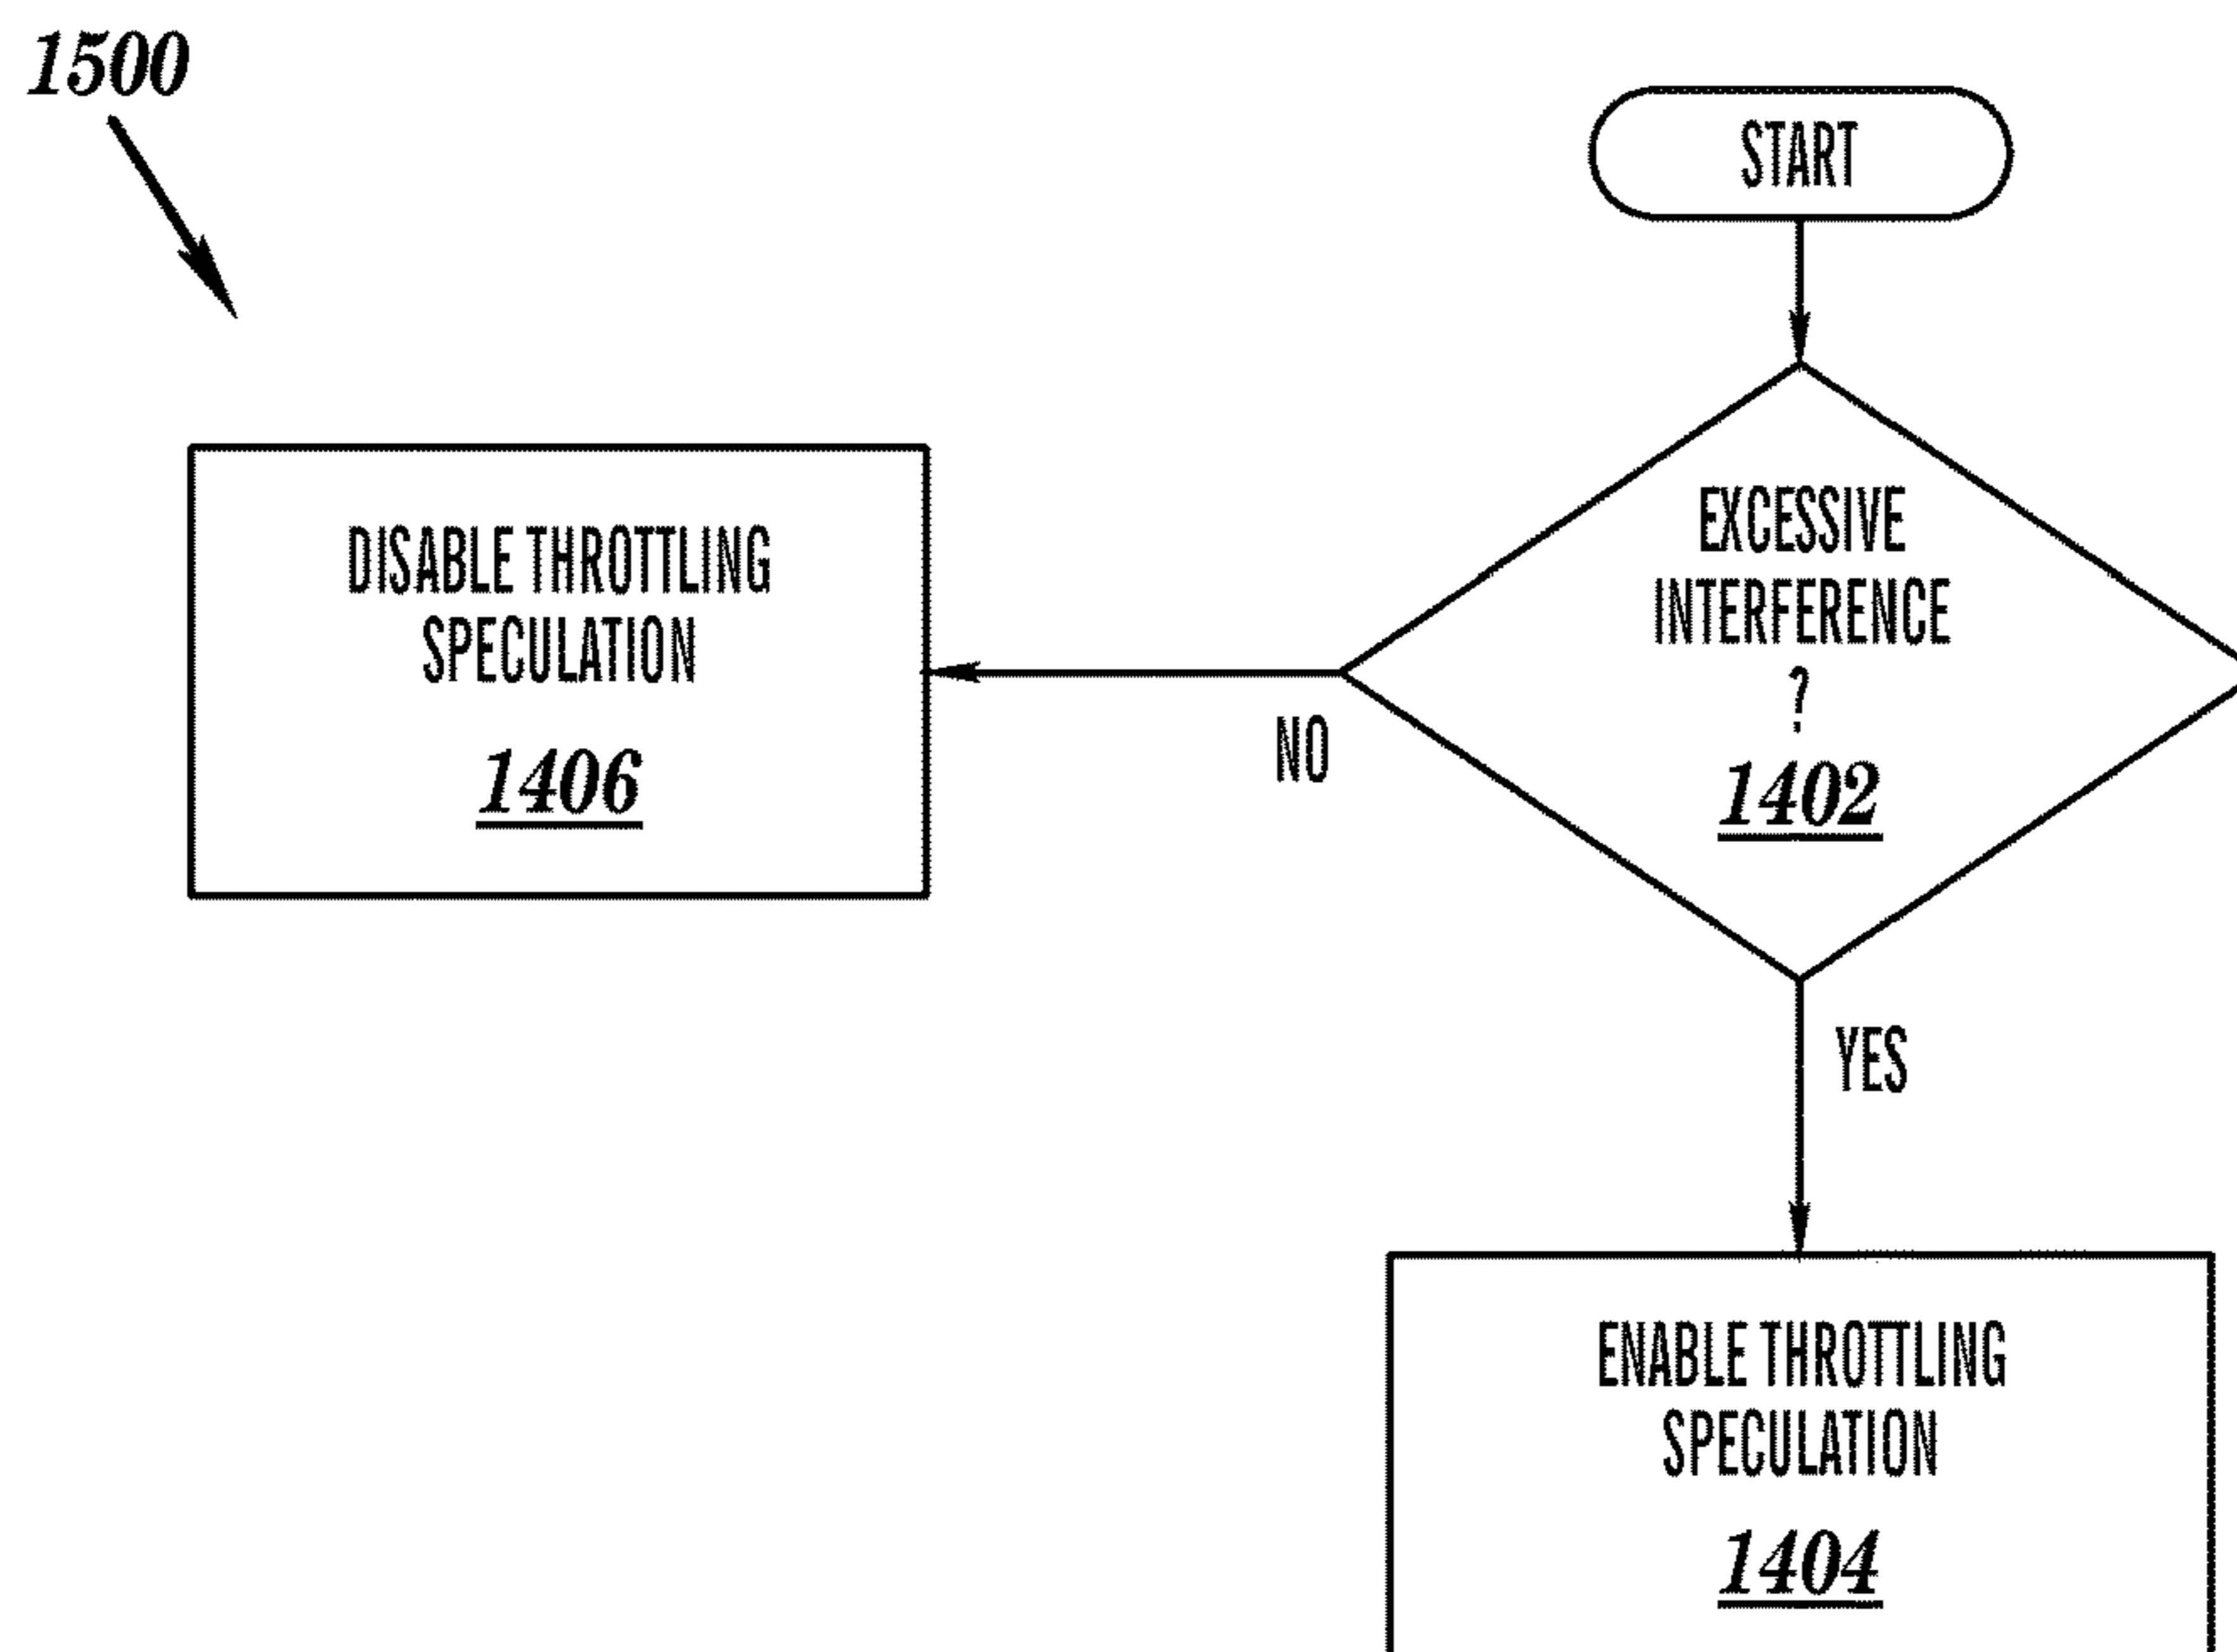 1500
START
EXCESSIVE
INTERFERENCE
?
1402
NO
DISABLE THROTTLING
SPECULATION
1406
YES
ENABLE THROTTLING
SPECULATION
1404